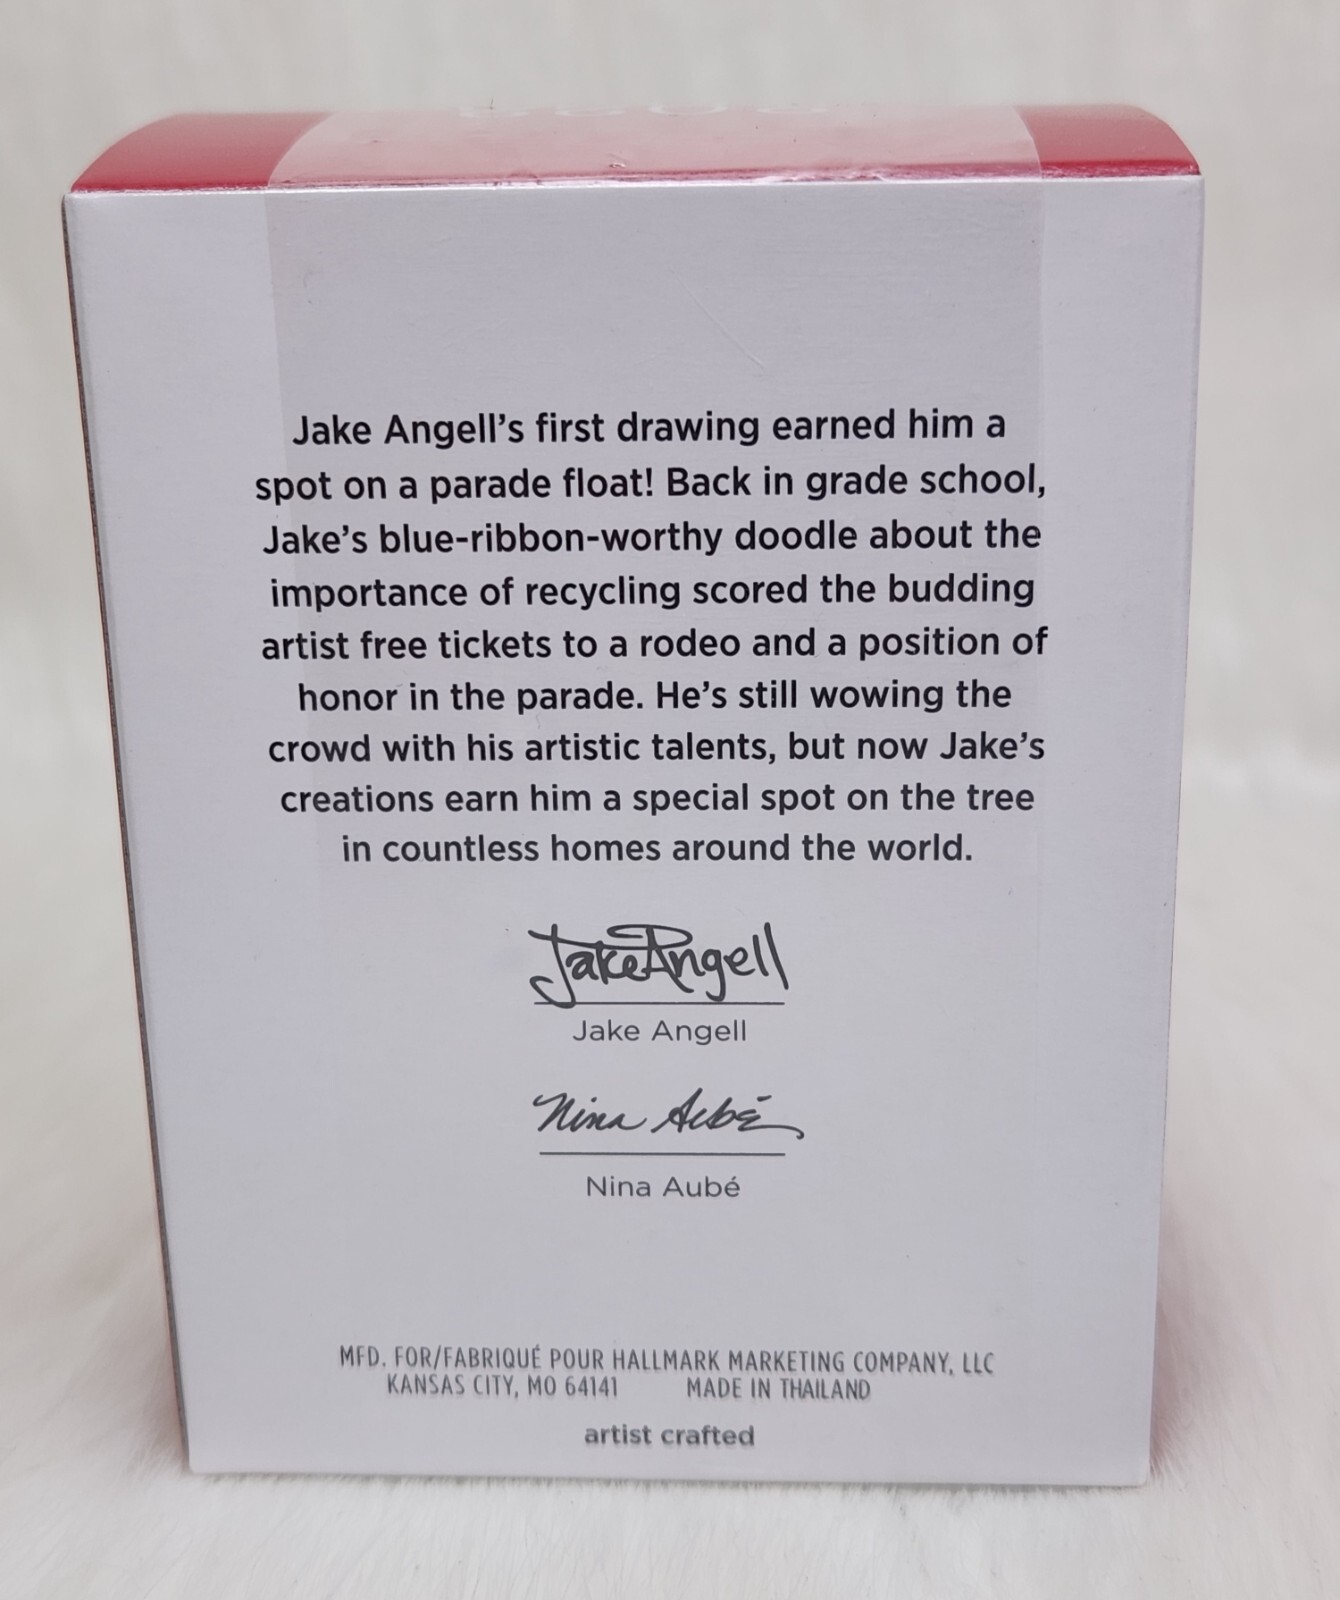 Jake Angell’s first drawing earned him a
spot on a parade float! Back in grade school,
Jake’s blue-ribbon-worthy doodle about the
importance of recycling scored the budding
artist free tickets to a rodeo and a position of
honor in the parade. He’s still wowing the
crowd with his artistic talents, but now Jake’s
creations earn him a special spot on the tree
in countless homes around the world.
Jake Angell
Jake Angell
Nina Aubé
Nina Aubé
MFD. FOR/FABRIQUÉ POUR HALLMARK MARKETING COMPANY, LLC
KANSAS CITY, MO 64141 MADE IN THAILAND
artist crafted